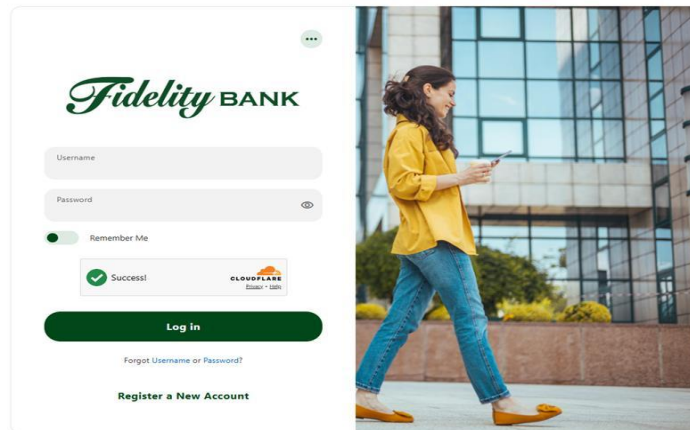 Fidelity BANK
Username
Password
Remember Me
Success!
CLOUDFLARE
Privacy • Help
Log in
Forgot Username or Password?
Register a New Account